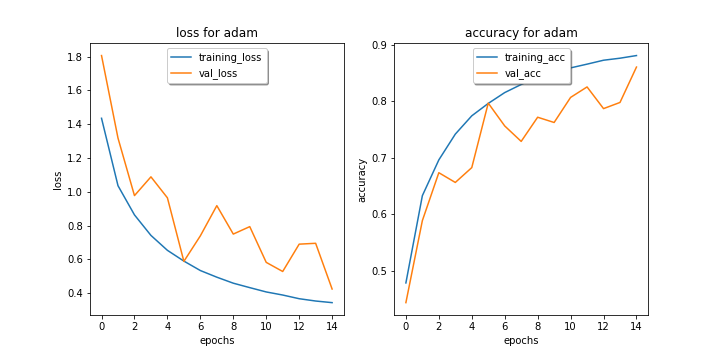 loss for adam
training_loss
val_loss
1.8
1.6
1.4
1.2
1.0
0.8
0.6
0.4
loss
0 2 4 6 8 10 12 14
epochs
accuracy for adam
training_acc
val_acc
0.9
0.8
0.7
0.6
0.5
accuracy
0 2 4 6 8 10 12 14
epochs